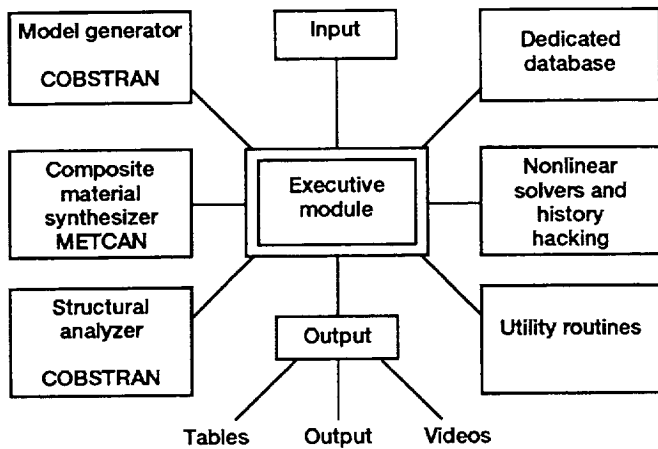 Model generator
COBSTRAN
Input
Dedicated
database
Composite
material
synthesizer
METCAN
Executive
module
Nonlinear
solvers and
history
hacking
Structural
analyzer
COBSTRAN
Output
Utility routines
Tables
Output
Videos